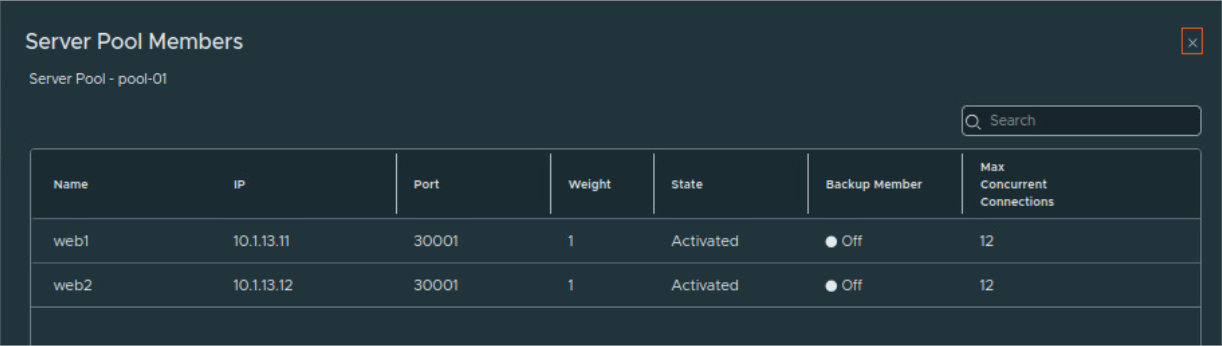 Server Pool Members
Server Pool - pool-01
Search
Name IP Port Weight State Backup Member Max Concurrent Connections
web1 10.1.13.11 30001 1 Activated Off 12
web2 10.1.13.12 30001 1 Activated Off 12